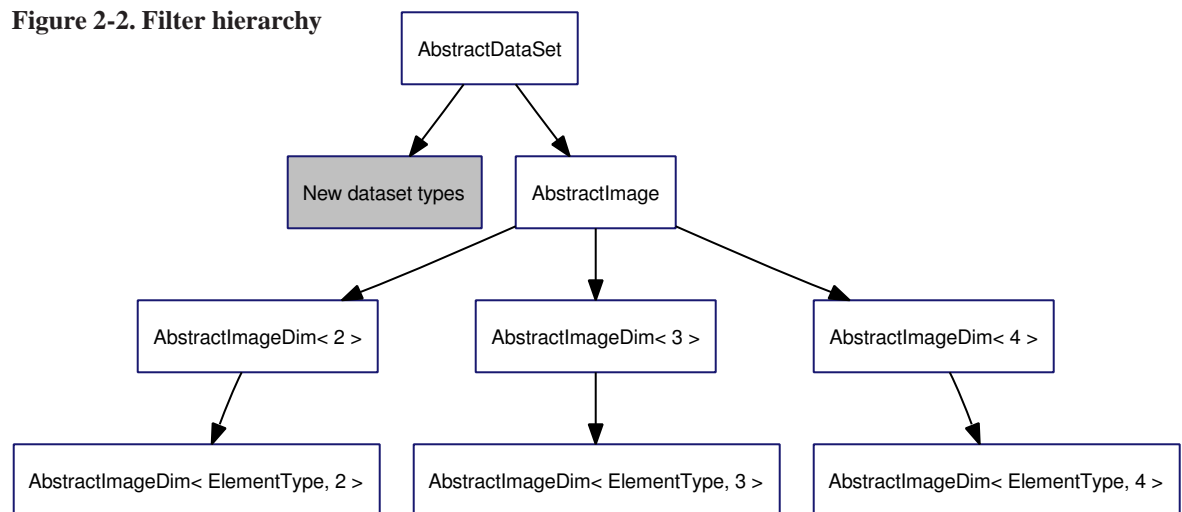 Figure 2-2. Filter hierarchy
AbstractDataSet
New dataset types
AbstractImage
AbstractImageDim< 2 >
AbstractImageDim< 3 >
AbstractImageDim< 4 >
AbstractImageDim< ElementType, 2 >
AbstractImageDim< ElementType, 3 >
AbstractImageDim< ElementType, 4 >